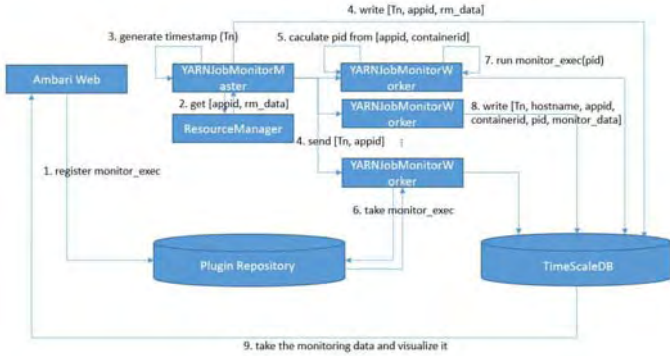 4. write [Tn, appid, rm_data]
3. generate timestamp (Tn)
5. caculate pid from [appid, containerid]
Ambari Web
YARNJobMonitorM
aster
YARNJobMonitorW
orker
7. run monitor_exec(pid)
2. get [appid, rm_data]
ResourceManager
YARNJobMonitorW
orker
8. write [Tn, hostname, appid,
containerid, pid, monitor_data]
4. send [Tn, appid]
1. register monitor_exec
YARNJobMonitorW
orker
6. take monitor_exec
Plugin Repository
TimeScaleDB
9. take the monitoring data and visualize it